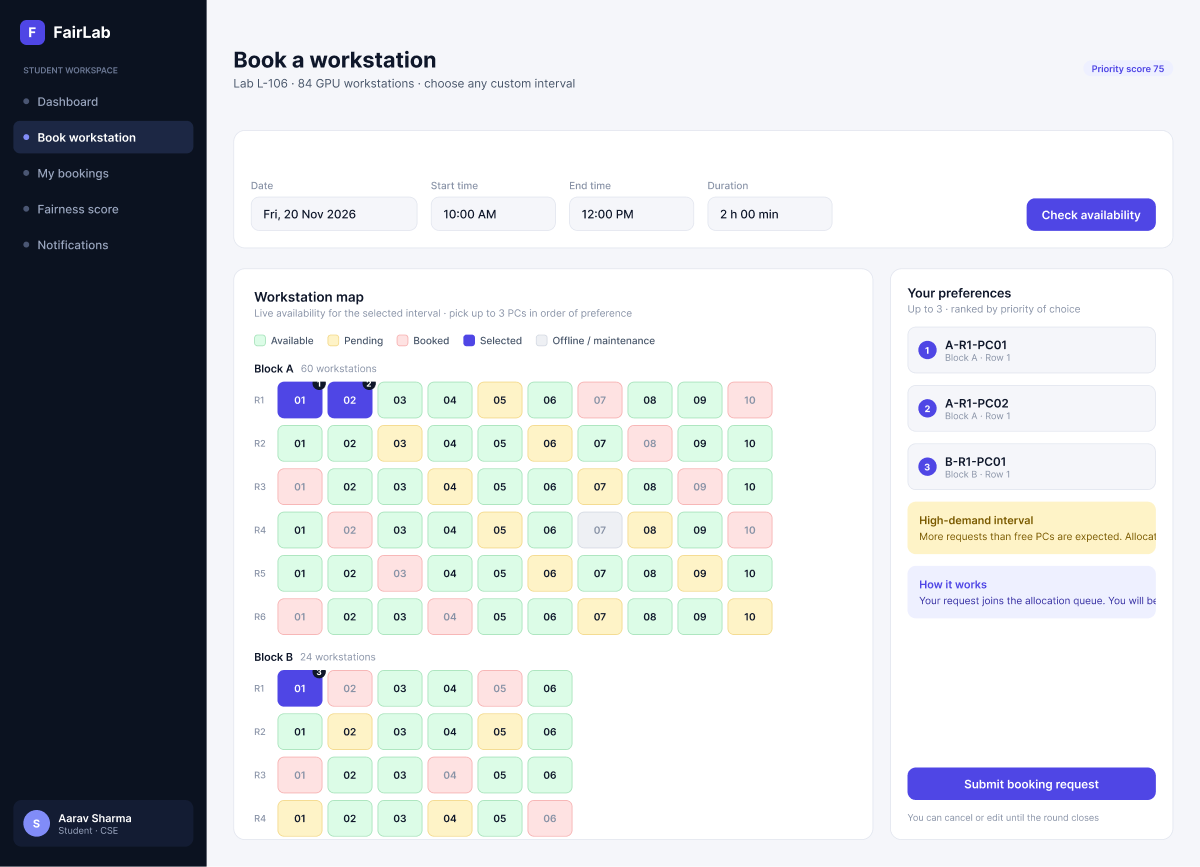 F FairLab
STUDENT WORKSPACE
Dashboard
Book workstation
My bookings
Fairness score
Notifications
S
Aarav Sharma
Student · CSE
Book a workstation
Lab L-106 · 84 GPU workstations · choose any custom interval
Priority score 75
Date
Start time
End time
Duration
Fri, 20 Nov 2026
10:00 AM
12:00 PM
2 h 00 min
Check availability
Workstation map
Live availability for the selected interval · pick up to 3 PCs in order of preference
Available
Pending
Booked
Selected
Offline / maintenance
Block A 60 workstations
1 2
R1 01 02 03 04 05 06 07 08 09 10
R2 01 02 03 04 05 06 07 08 09 10
R3 01 02 03 04 05 06 07 08 09 10
R4 01 02 03 04 05 06 07 08 09 10
R5 01 02 03 04 05 06 07 08 09 10
R6 01 02 03 04 05 06 07 08 09 10
Block B 24 workstations
3
R1 01 02 03 04 05 06
R2 01 02 03 04 05 06
R3 01 02 03 04 05 06
R4 01 02 03 04 05 06
Your preferences
Up to 3 · ranked by priority of choice
1
A-R1-PC01
Block A · Row 1
2
A-R1-PC02
Block A · Row 1
3
B-R1-PC01
Block B · Row 1
High-demand interval
More requests than free PCs are expected. Allocat
How it works
Your request joins the allocation queue. You will be
Submit booking request
You can cancel or edit until the round closes